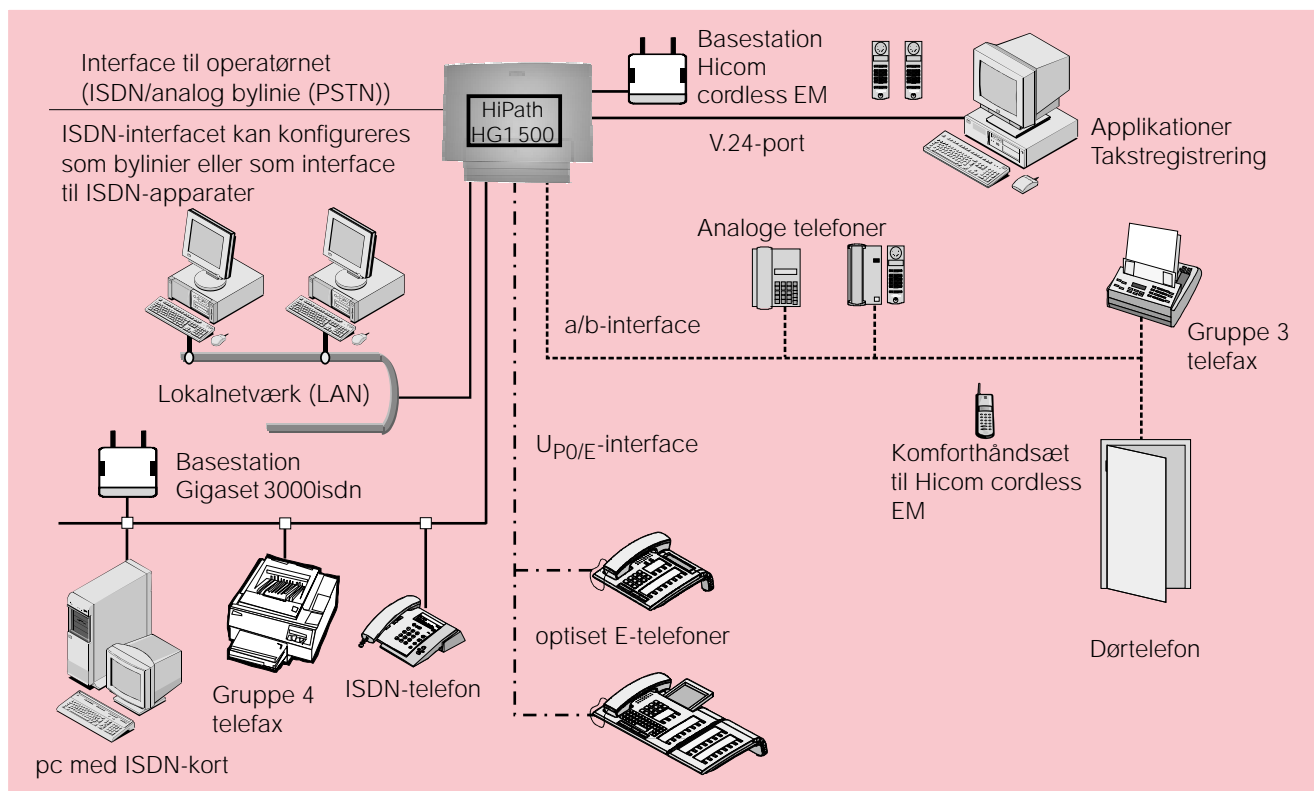 Interface til operatørnet
(ISDN/analog bylinie (PSTN))
ISDN-interfacet kan konfigureres
som bylinier eller som interface
til ISDN-apparater
HiPath
HG1500
Basestation
Hicom
cordless EM
V.24-port
Applikationer
Takstregistrering
Analoge telefoner
a/b-interface
Gruppe 3
telefax
Lokalnetværk (LAN)
UP0/E-interface
Komforthåndsæt
til Hicom cordless
EM
Basestation
Gigaset 3000isdn
optiset E-telefoner
Dørtelefon
ISDN-telefon
Gruppe 4
telefax
pc med ISDN-kort